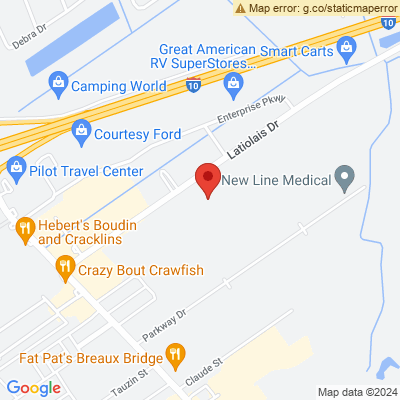 Map error: g.co/staticmaperror
Debra Dr
10
Great American
RV SuperStores...
Smart Carts
Camping World
10
Enterprise Pkwy
Courtesy Ford
Latiolais Dr
Pilot Travel Center
New Line Medical
Hebert's Boudin
and Cracklins
Crazy Bout Crawfish
Parkway Dr
Fat Pat's Breaux Bridge
Claude St
Tauzin St
Google
Map data ©2024